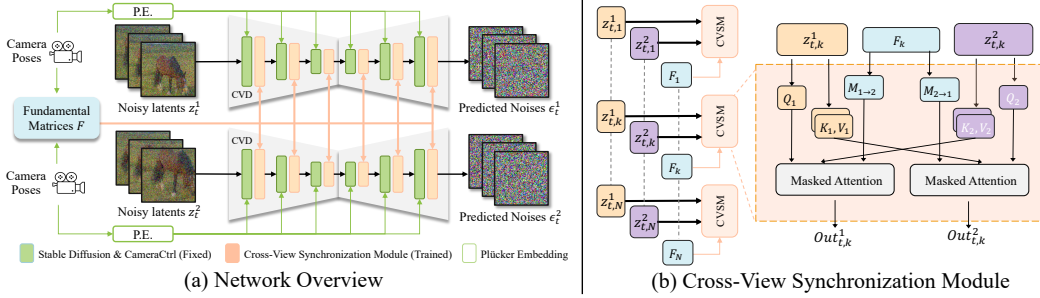 P.E.
Camera
Poses
Noisy latents $z_t^1$
CVD
Predicted Noises $\epsilon_t^1$
Fundamental
Matrices $F$
Camera
Poses
Noisy latents $z_t^2$
CVD
Predicted Noises $\epsilon_t^2$
P.E.
Stable Diffusion & CameraCtrl (Fixed)
Cross-View Synchronization Module (Trained)
Plücker Embedding
(a) Network Overview
$z_{t,1}^1$
$z_{t,1}^2$
$F_1$
CVSM
$z_{t,k}^1$
$z_{t,k}^2$
$F_k$
CVSM
$z_{t,N}^1$
$z_{t,N}^2$
$F_N$
CVSM
$z_{t,k}^1$
$F_k$
$z_{t,k}^2$
$Q_1$
$M_{1\to2}$
$M_{2\to1}$
$Q_2$
$K_1, V_1$
$K_2, V_2$
Masked Attention
Masked Attention
$Out_{t,k}^1$
$Out_{t,k}^2$
(b) Cross-View Synchronization Module